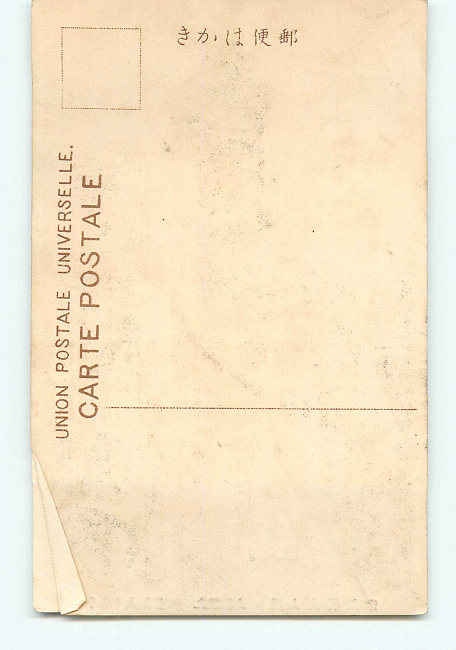 郵便はかき
UNION POSTALE UNIVERSELLE.
CARTE POSTALE